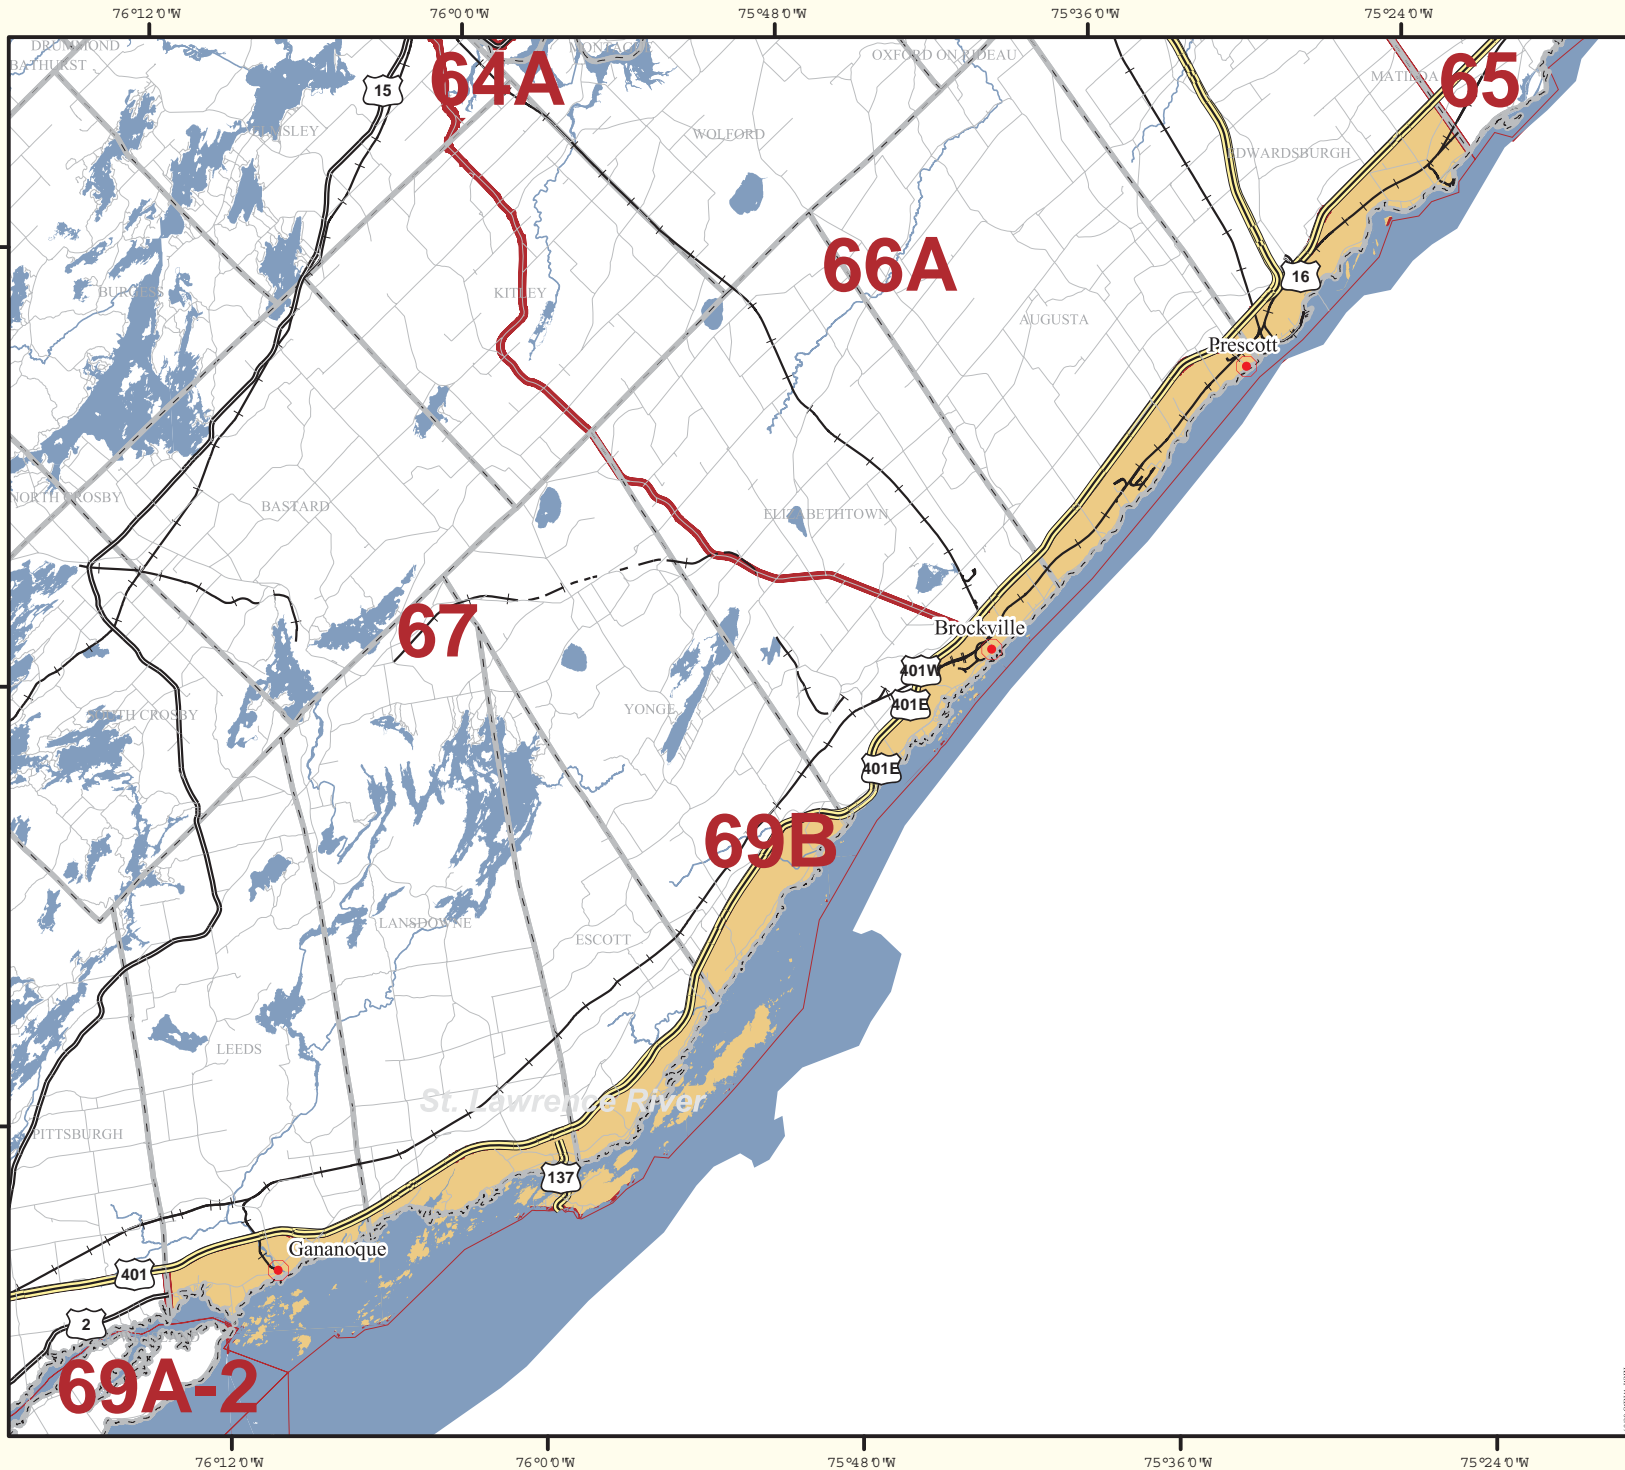 76°12'0"W 76°0'0"W 75°48'0"W 75°36'0"W 75°24'0"W
DRUMMOND
MONTAGUE
OXFORD ON RIDEAU
BATHURST
MATILDA
64A
65
15
WOLFORD
EDWARDSBURGH
66A
16
BURGESS
KITLEY
AUGUSTA
Prescott
NORTH CROSBY
BASTARD
ELIZABETHTOWN
67
Brockville
401W
401E
SOUTH CROSBY
YONGE
401E
69B
LANSDOWNE
ESCOTT
LEEDS
St. Lawrence River
PITTSBURGH
137
Gananoque
401
2
69A-2
76°12'0"W 76°0'0"W 75°48'0"W 75°36'0"W 75°24'0"W